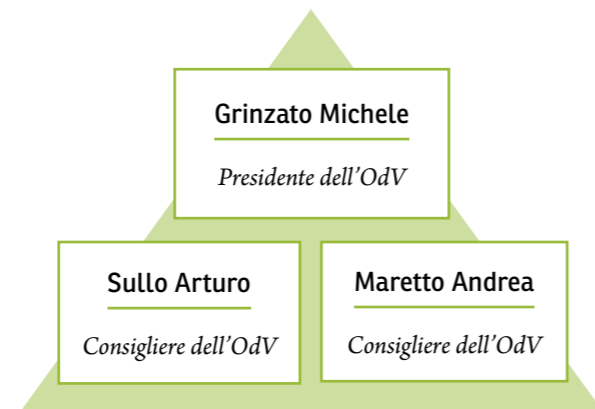 Grinzato Michele
Presidente dell’OdV
Sullo Arturo
Consigliere dell’OdV
Maretto Andrea
Consigliere dell’OdV